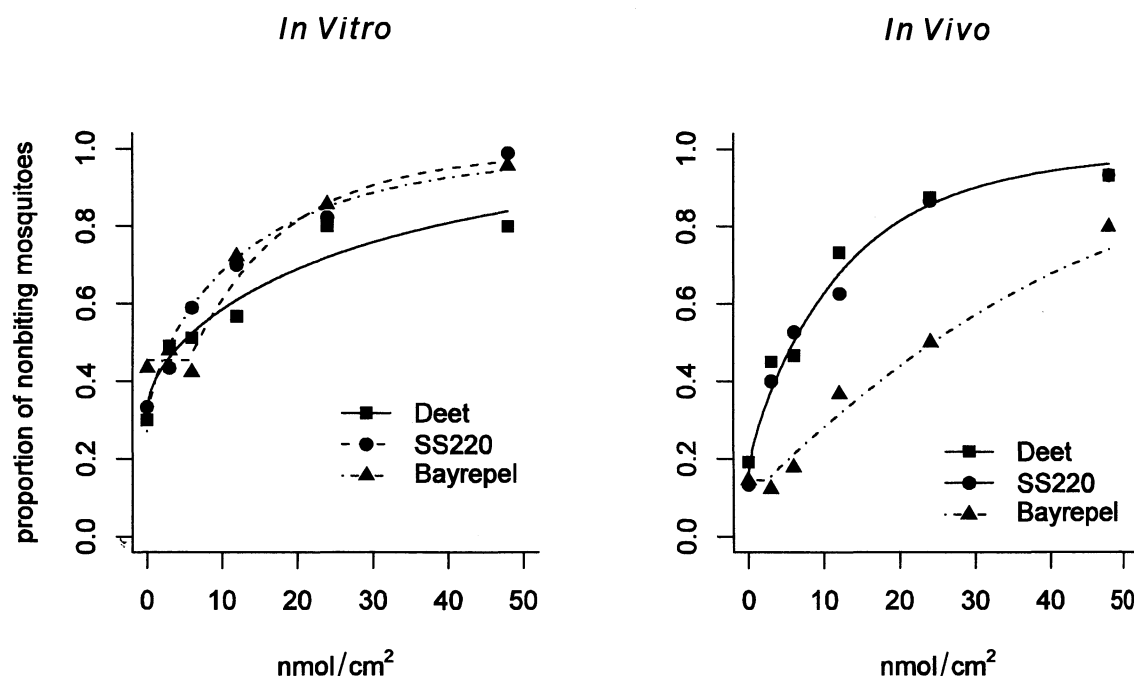 In Vitro
In Vivo
proportion of nonbiting mosquitoes
1.0
0.8
0.6
0.4
0.2
0.0
Deet
SS220
Bayrepel
0 10 20 30 40 50
nmol/cm²
1.0
0.8
0.6
0.4
0.2
0.0
Deet
SS220
Bayrepel
0 10 20 30 40 50
nmol/cm²